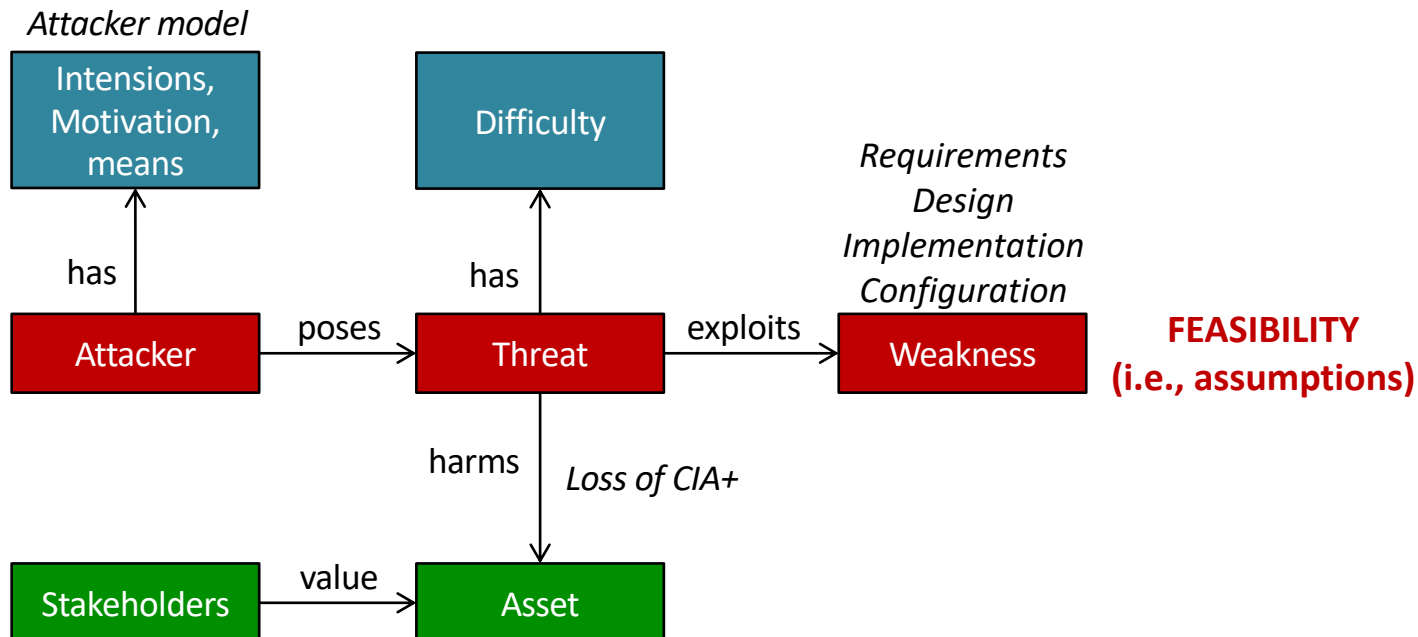 Attacker model
Intensions,
Motivation,
means
Difficulty
Requirements
Design
Implementation
Configuration
has
has
Attacker
poses
Threat
exploits
Weakness
FEASIBILITY
(i.e., assumptions)
harms
Loss of CIA+
Stakeholders
value
Asset